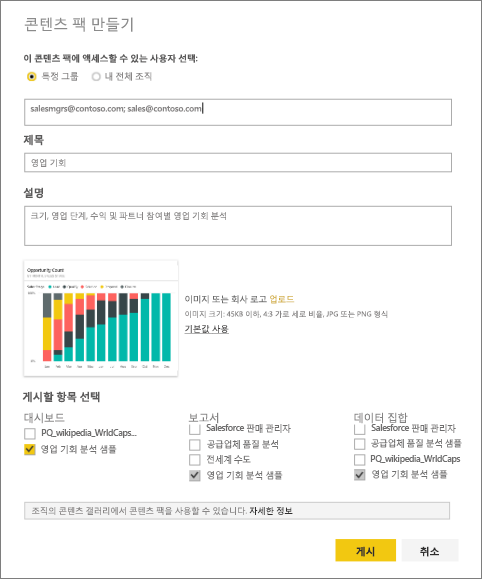 콘텐츠 팩 만들기
이 콘텐츠 팩에 액세스할 수 있는 사용자 선택:
특정 그룹 내 전체 조직
salesmgrs@contoso.com; sales@contoso.com
제목
영업 기회
설명
크기, 영업 단계, 수익 및 파트너 참여별 영업 기회 분석
Opportunity Count
이미지 또는 회사 로고 업로드
이미지 크기: 45KB 이하, 4:3 가로 세로 비율, JPG 또는 PNG 형식
기본값 사용
게시할 항목 선택
대시보드
PQ_wikipedia_WrldCaps...
영업 기회 분석 샘플
보고서
Salesforce 판매 관리자
공급업체 품질 분석
전세계 수도
영업 기회 분석 샘플
데이터 집합
Salesforce 판매 관리자
공급업체 품질 분석 샘플
PQ_wikipedia_WrldCaps
영업 기회 분석 샘플
조직의 콘텐츠 갤러리에서 콘텐츠 팩을 사용할 수 있습니다. 자세한 정보
게시 취소